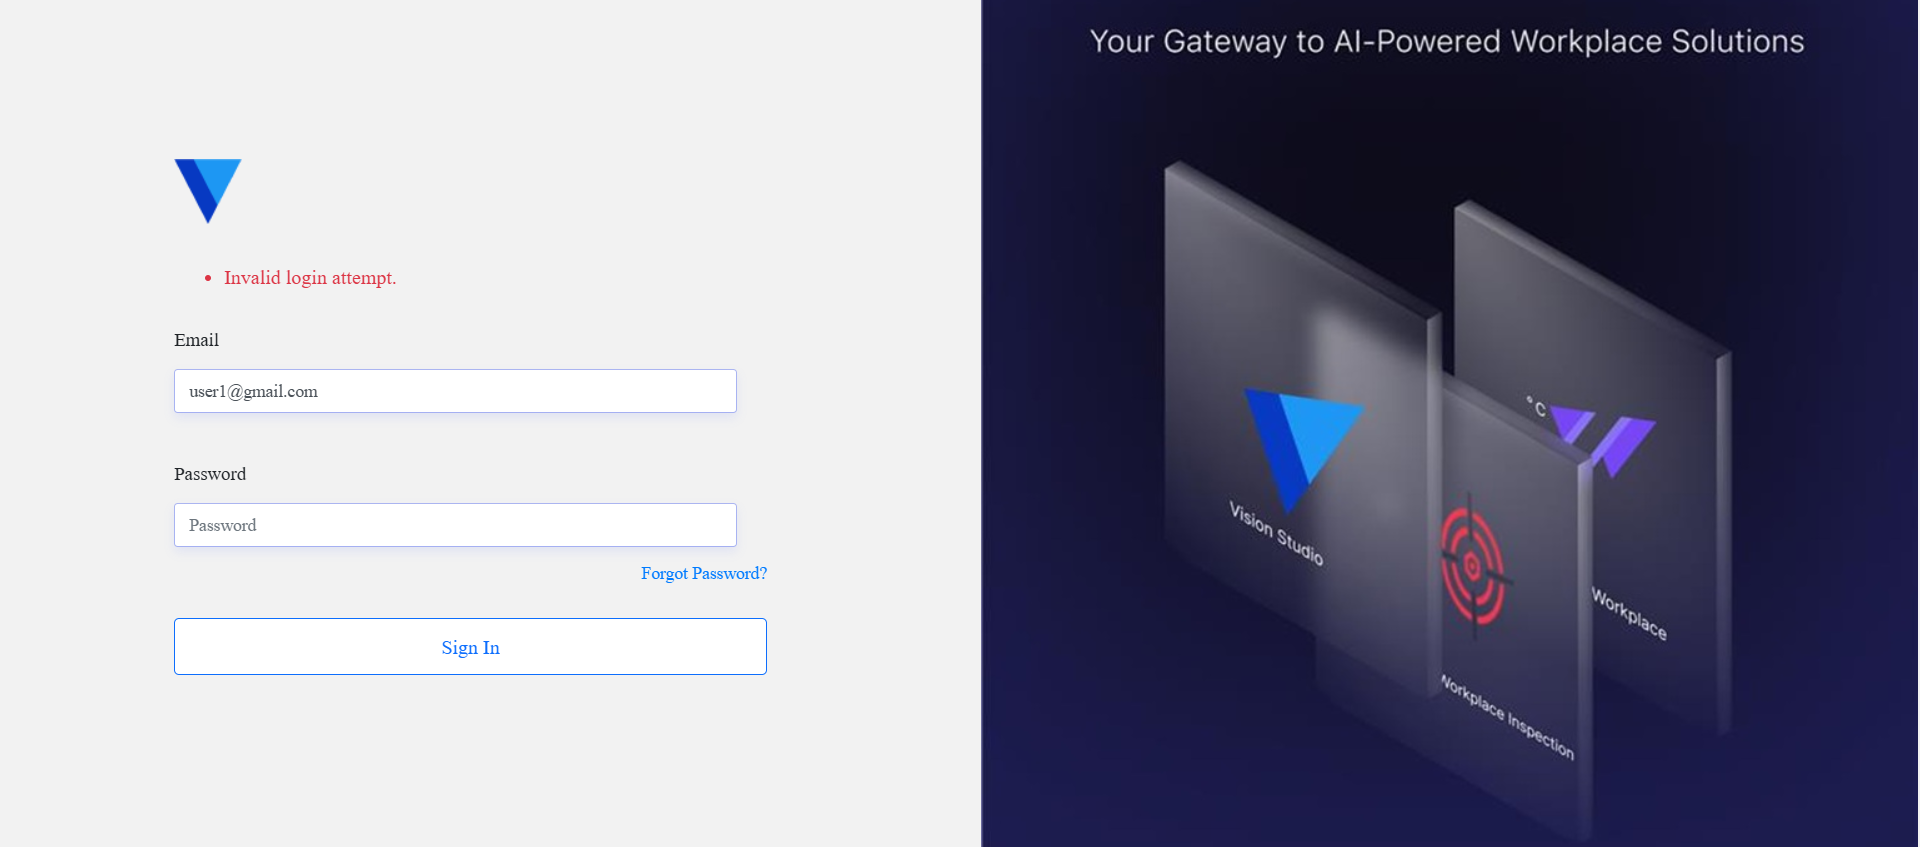 Invalid login attempt.
Email
user1@gmail.com
Password
Password
Forgot Password?
Sign In
Your Gateway to AI-Powered Workplace Solutions
Vision Studio
°C
Workplace
Workplace Inspection